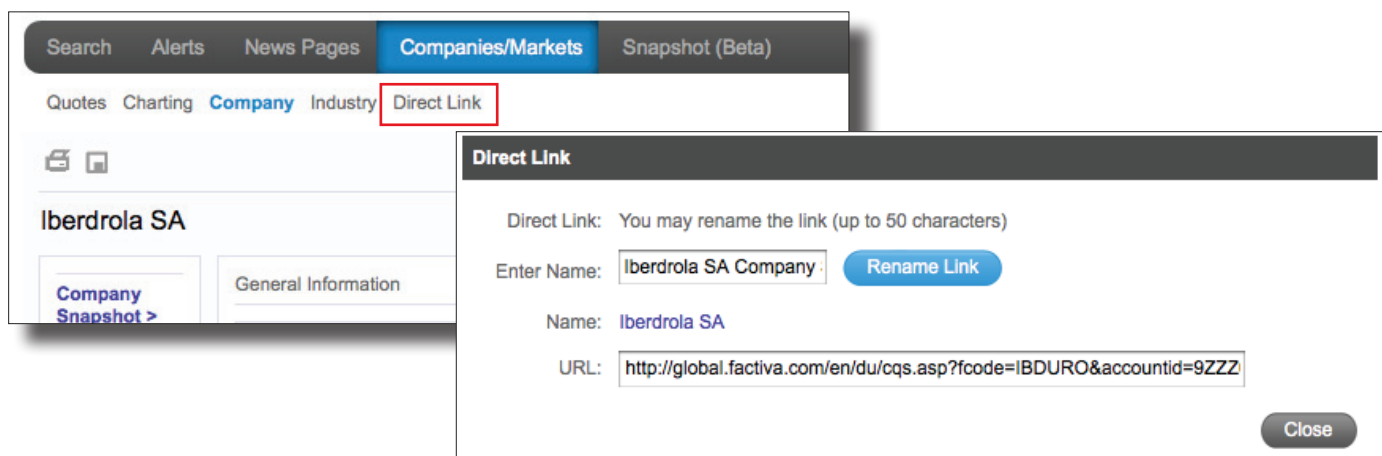 Search Alerts News Pages Companies/Markets Snapshot (Beta)
Quotes Charting Company Industry Direct Link
Iberdrola SA
Company
Snapshot >
General Information
Direct Link
Direct Link: You may rename the link (up to 50 characters)
Enter Name: Iberdrola SA Company Rename Link
Name: Iberdrola SA
URL: http://global.factiva.com/en/du/cqs.asp?fcode=IBDURO&accountid=9ZZZ
Close